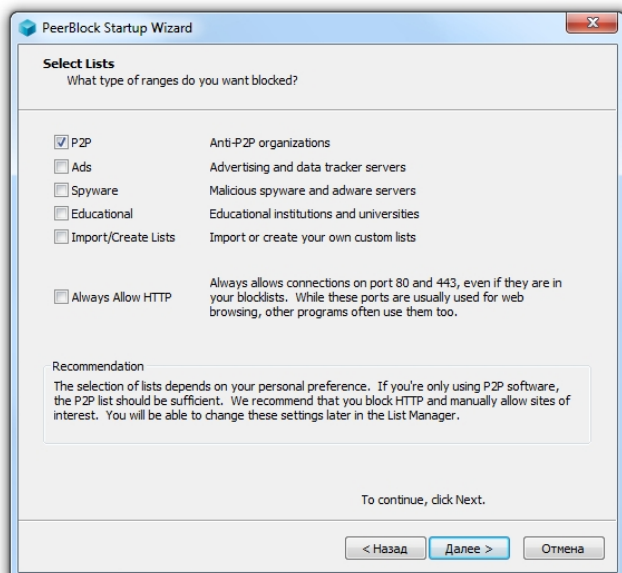 PeerBlock Startup Wizard
Select Lists
What type of ranges do you want blocked?
P2P Anti-P2P organizations
Ads Advertising and data tracker servers
Spyware Malicious spyware and adware servers
Educational Educational institutions and universities
Import/Create Lists Import or create your own custom lists
Always Allow HTTP Always allows connections on port 80 and 443, even if they are in
your blocklists. While these ports are usually used for web
browsing, other programs often use them too.
Recommendation
The selection of lists depends on your personal preference. If you're only using P2P software,
the P2P list should be sufficient. We recommend that you block HTTP and manually allow sites of
interest. You will be able to change these settings later in the List Manager.
To continue, click Next.
< Назад Далее > Отмена